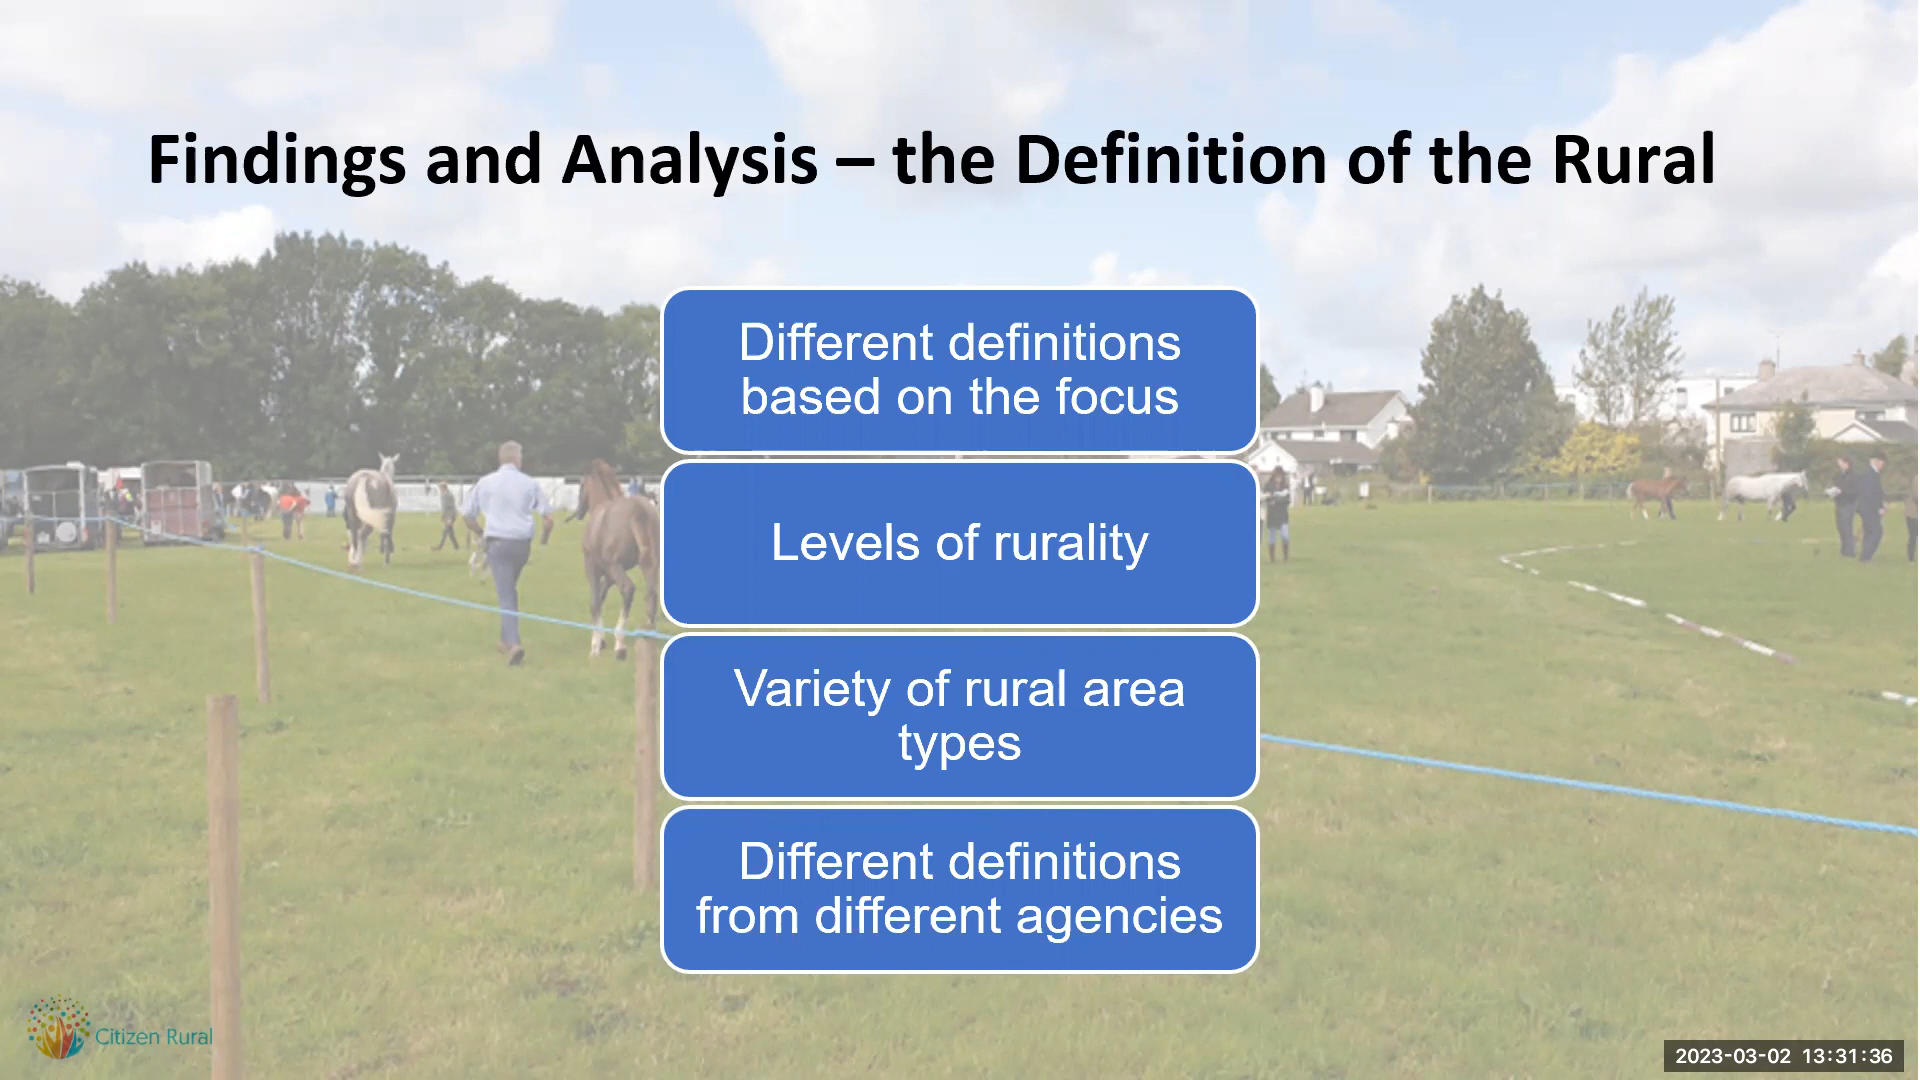 Findings and Analysis – the Definition of the Rural
Different definitions
based on the focus
Levels of rurality
Variety of rural area
types
Different definitions
from different agencies
Citizen Rural
2023-03-02 13:31:36